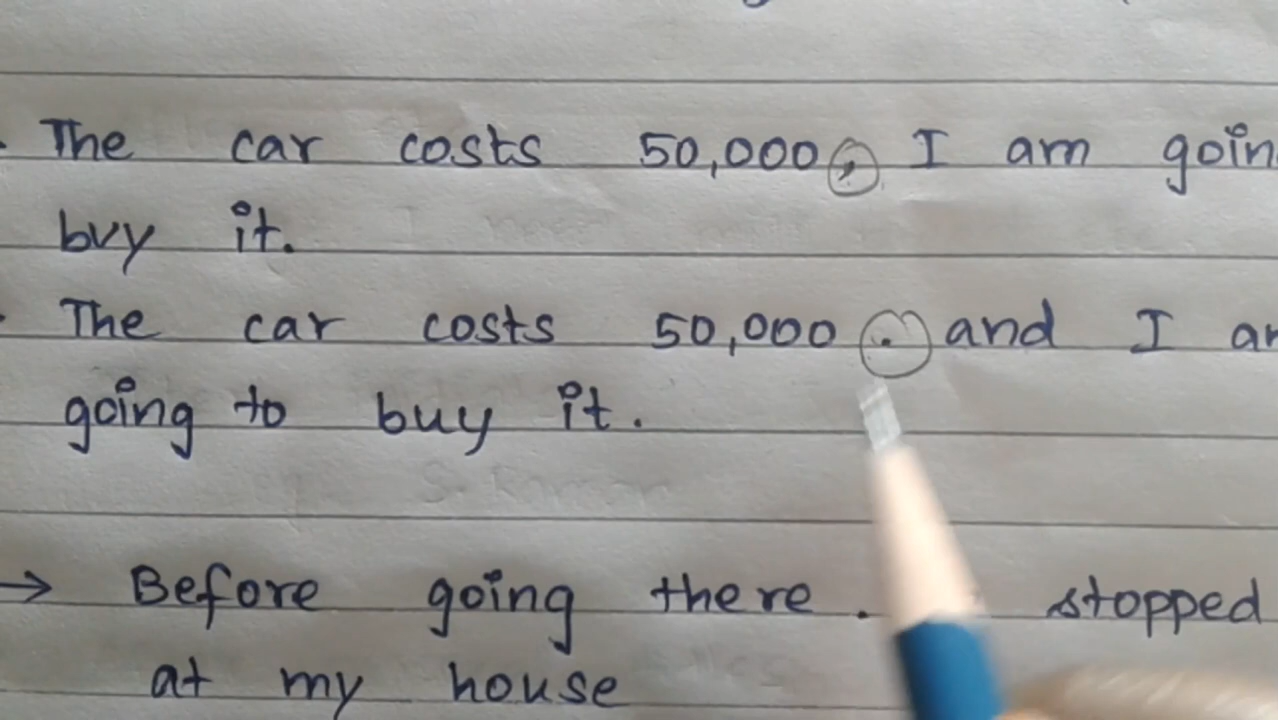 The car costs 50,000, I am goin
buy it.
The car costs 50,000 . and I am
going to buy it.
→ Before going there . stopped
at my house